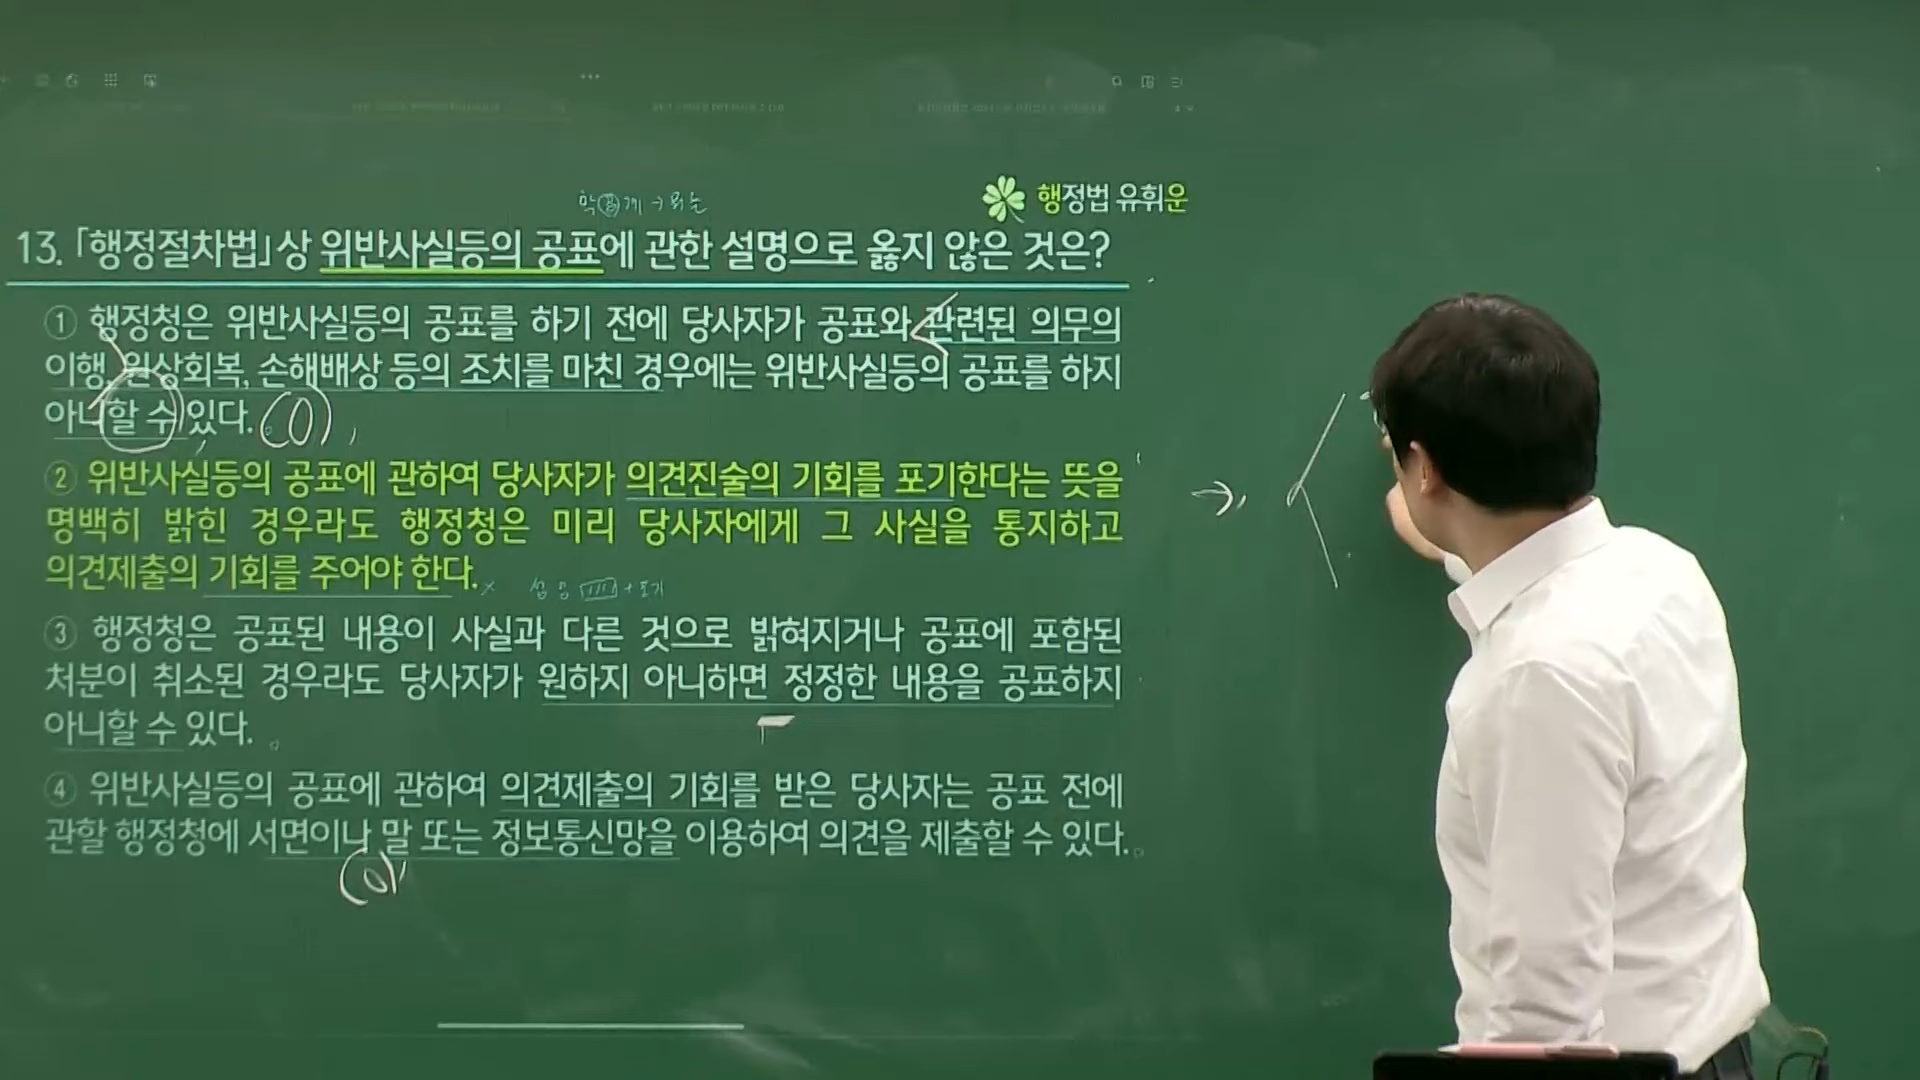 행정법 유휘운
13. 「행정절차법」상 위반사실등의 공표에 관한 설명으로 옳지 않은 것은?
① 행정청은 위반사실등의 공표를 하기 전에 당사자가 공표와 관련된 의무의
이행, 원상회복, 손해배상 등의 조치를 마친 경우에는 위반사실등의 공표를 하지
아니할 수 있다. (0)
② 위반사실등의 공표에 관하여 당사자가 의견진술의 기회를 포기한다는 뜻을
명백히 밝힌 경우라도 행정청은 미리 당사자에게 그 사실을 통지하고
의견제출의 기회를 주어야 한다. ×
③ 행정청은 공표된 내용이 사실과 다른 것으로 밝혀지거나 공표에 포함된
처분이 취소된 경우라도 당사자가 원하지 아니하면 정정한 내용을 공표하지
아니할 수 있다.
④ 위반사실등의 공표에 관하여 의견제출의 기회를 받은 당사자는 공표 전에
관할 행정청에 서면이나 말 또는 정보통신망을 이용하여 의견을 제출할 수 있다.
(0)